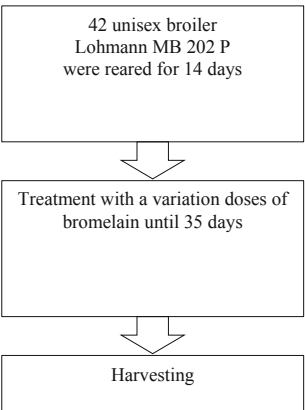 42 unisex broiler
Lohmann MB 202 P
were reared for 14 days
Treatment with a variation doses of
bromelain until 35 days
Harvesting